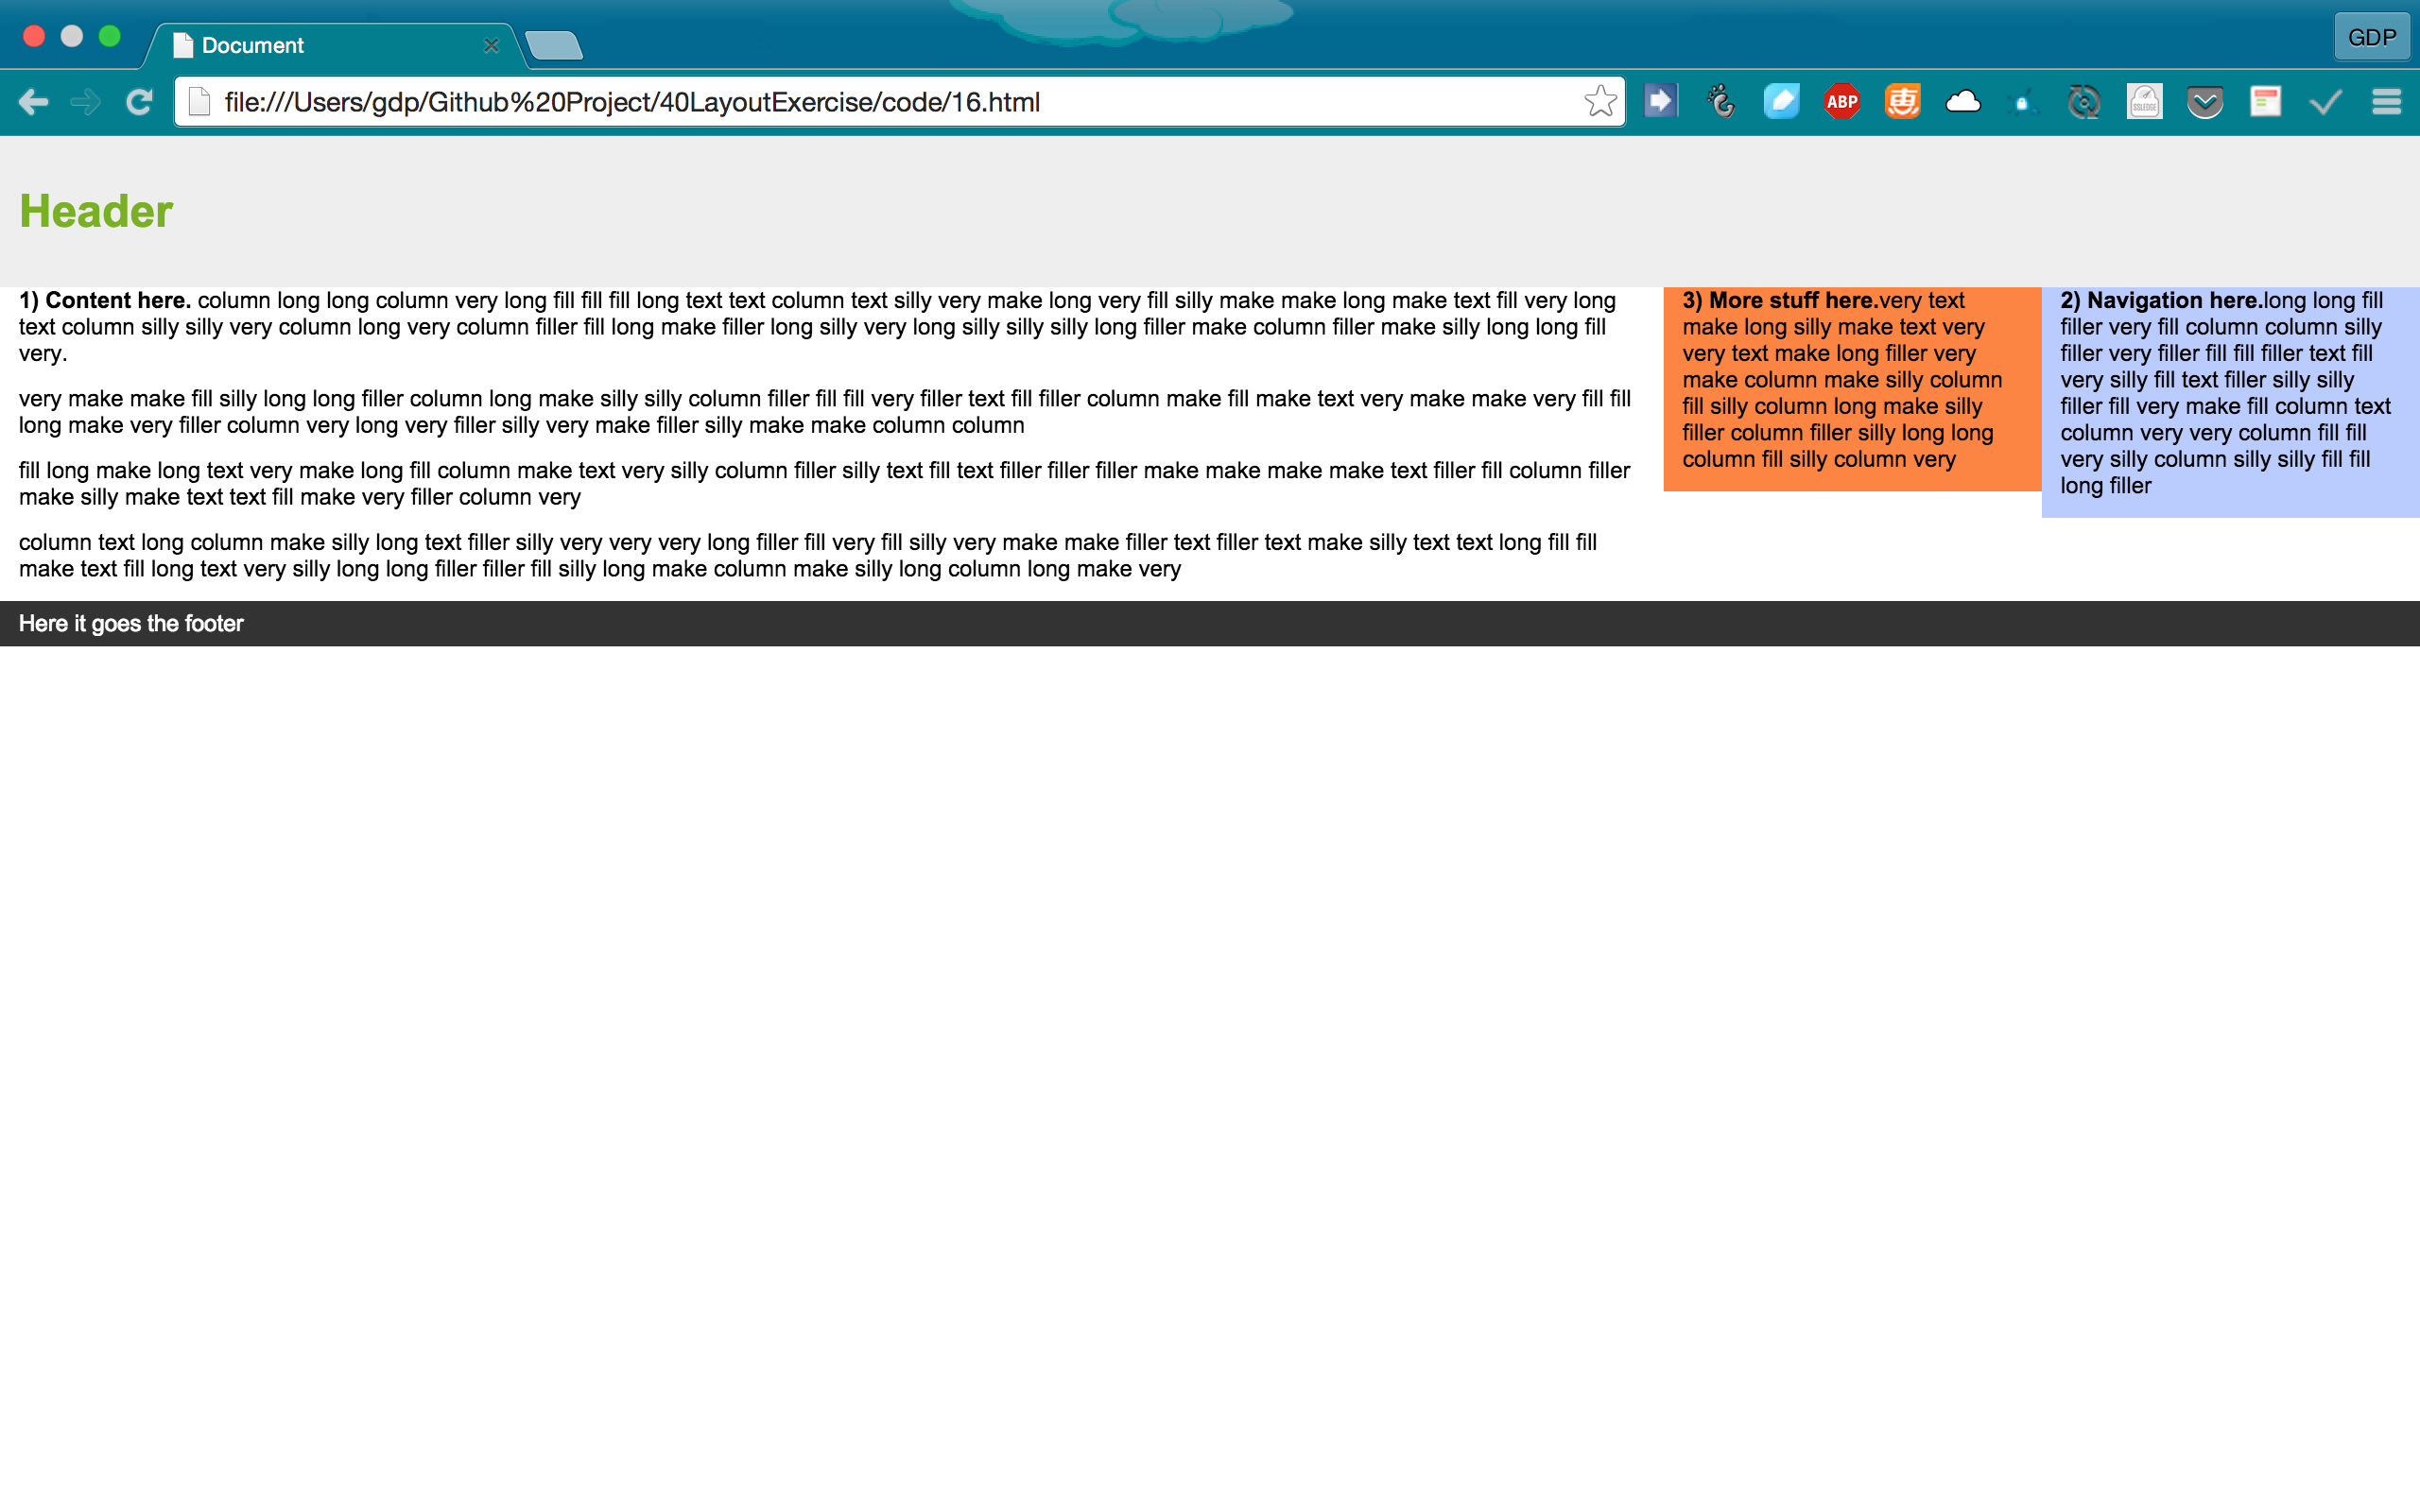 Document
GDP
file:///Users/gdp/Github%20Project/40LayoutExercise/code/16.html
ABP
惠
Header
1) Content here. column long long column very long fill fill fill long text text column text silly very make long very fill silly make make long make text fill very long
text column silly silly very column long very column filler fill long make filler long silly very long silly silly silly long filler make column filler make silly long long fill
very.
very make make fill silly long long filler column long make silly silly column filler fill fill very filler text fill filler column make fill make text very make make very fill fill
long make very filler column very long very filler silly very make filler silly make make column column
fill long make long text very make long fill column make text very silly column filler silly text fill text filler filler filler make make make make text filler fill column filler
make silly make text text fill make very filler column very
column text long column make silly long text filler silly very very very long filler fill very fill silly very make make filler text filler text make silly text text long fill fill
make text fill long text very silly long long filler filler fill silly long make column make silly long column long make very
3) More stuff here.very text
make long silly make text very
very text make long filler very
make column make silly column
fill silly column long make silly
filler column filler silly long long
column fill silly column very
2) Navigation here.long long fill
filler very fill column column silly
filler very filler fill fill filler text fill
very silly fill text filler silly silly
filler fill very make fill column text
column very very column fill fill
very silly column silly silly fill fill
long filler
Here it goes the footer